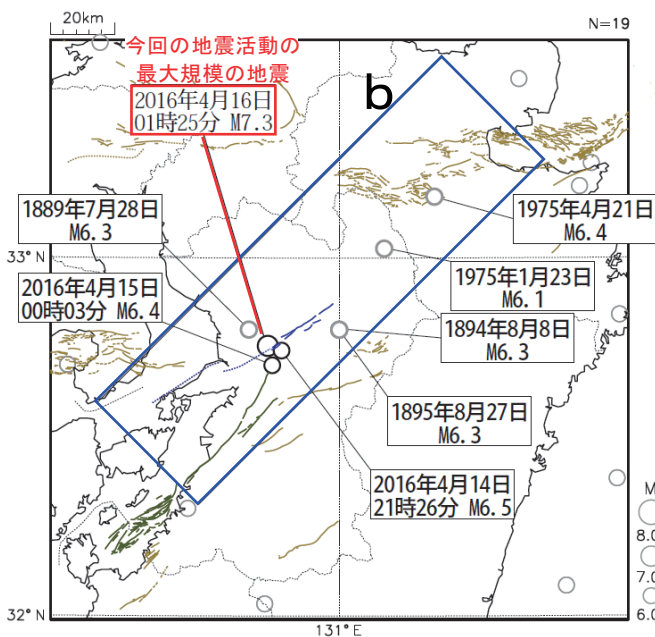 20km
N=19
今回の地震活動の
最大規模の地震
2016年4月16日
01時25分 M7.3
b
1889年7月28日
M6.3
1975年4月21日
M6.4
33°N
2016年4月15日
00時03分 M6.4
1975年1月23日
M6.1
1894年8月8日
M6.3
1895年8月27日
M6.3
2016年4月14日
21時26分 M6.5
M
8.0
7.0
6.0
32°N
131°E